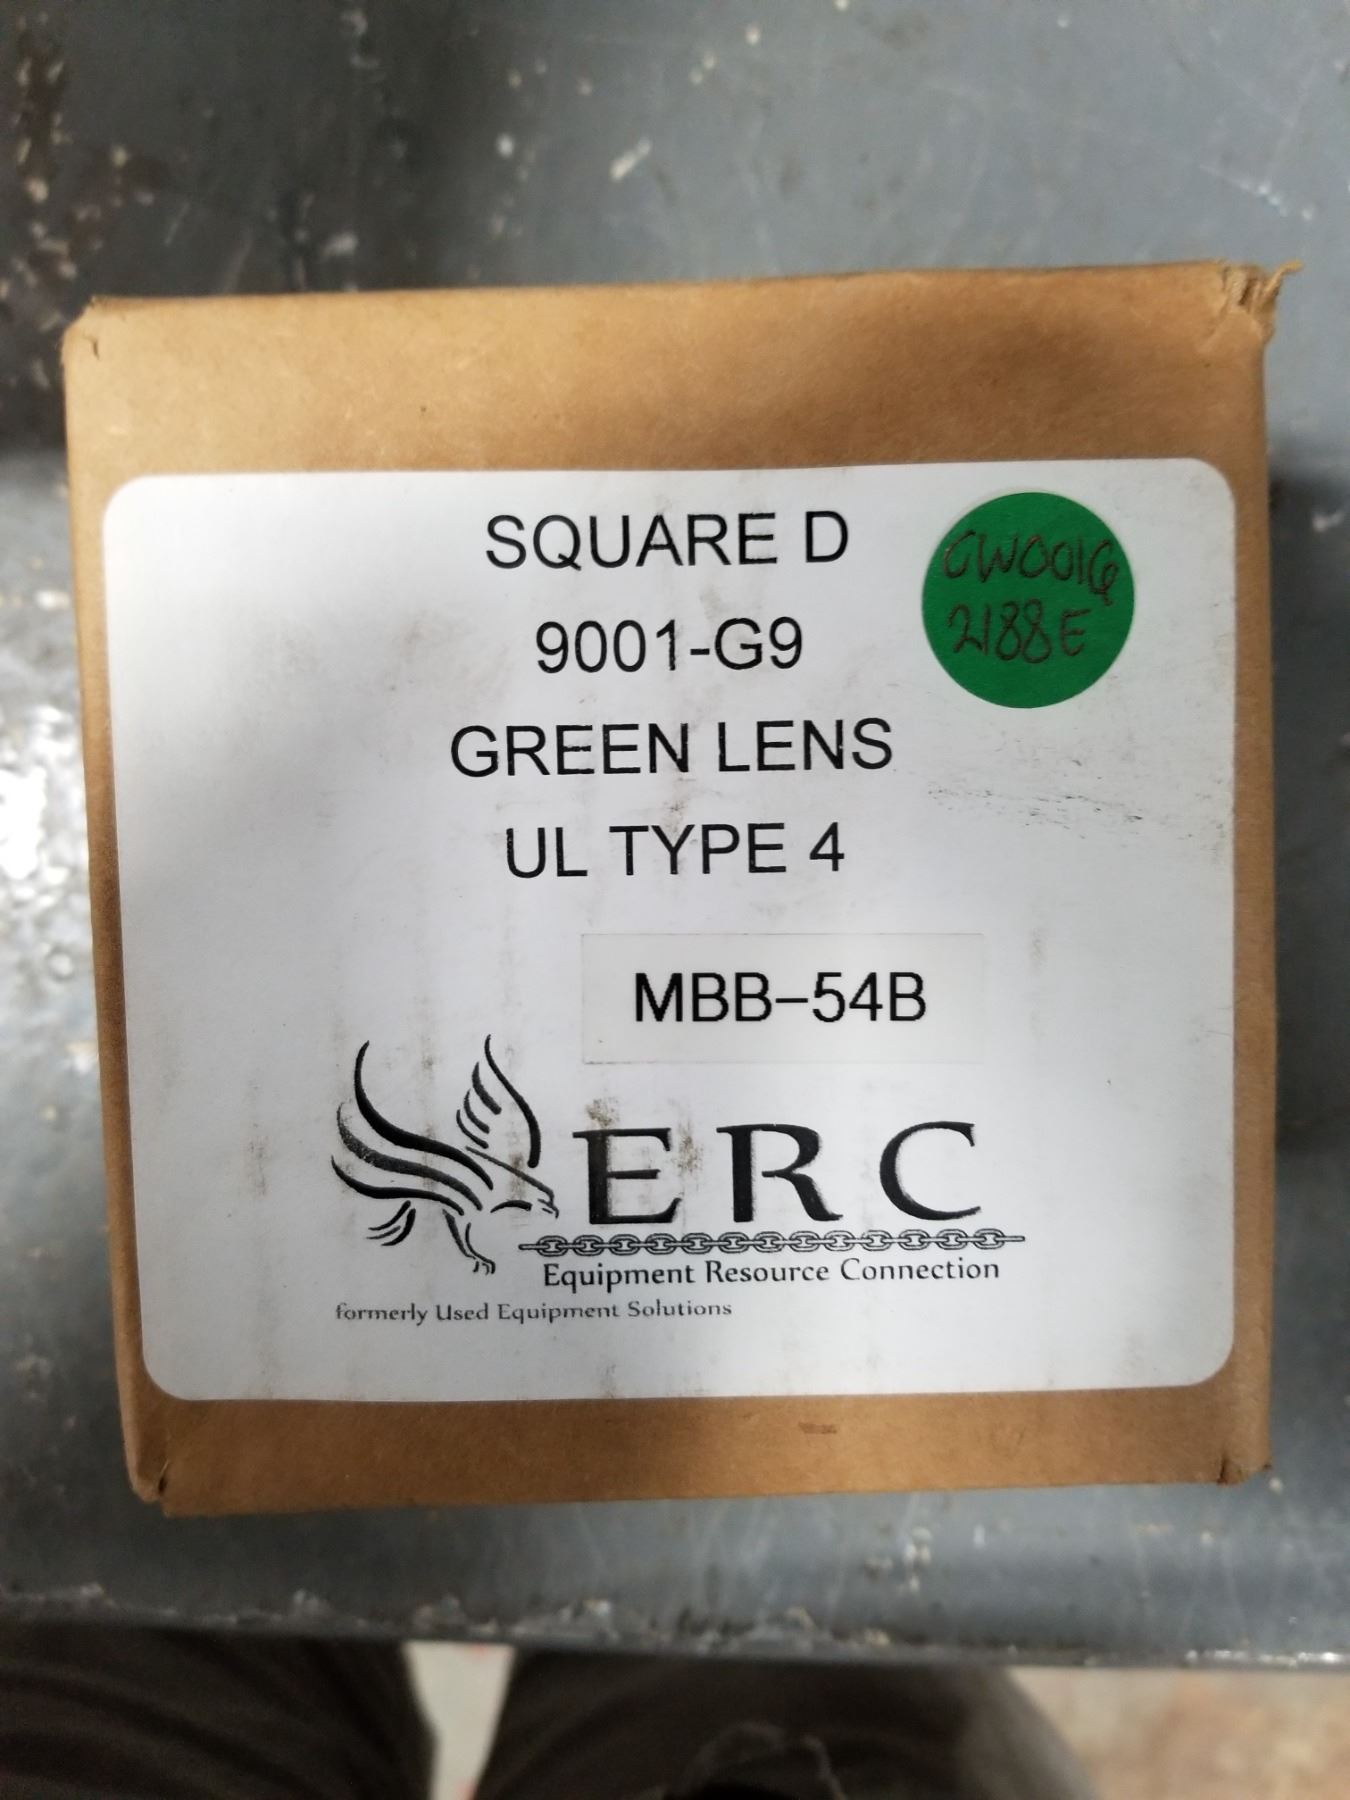 SQUARE D
9001-G9
GREEN LENS
UL TYPE 4
CW0016
2188E
MBB–54B
ERC
Equipment Resource Connection
formerly Used Equipment Solutions